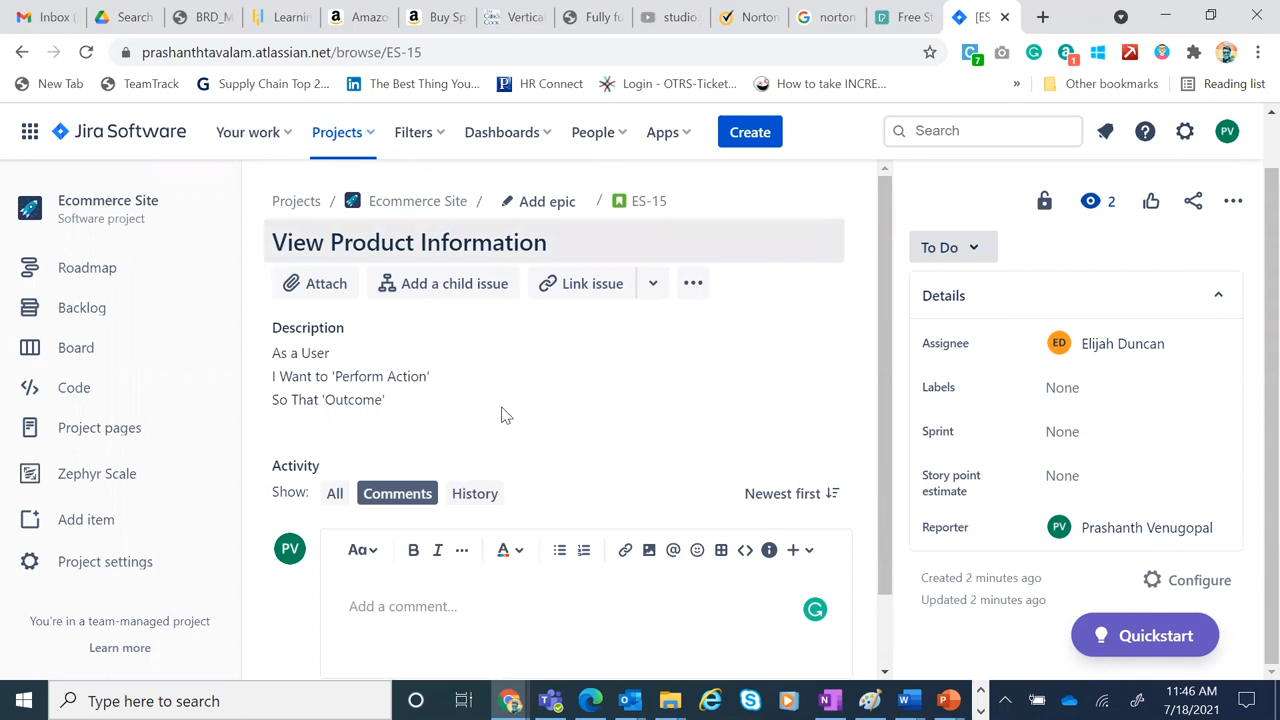 Inbox (
Search
BRD_M
Learnin
Amazo
Buy Sp
Vertica
Fully fu
studio.
Norton
norton
Free St
[ES
prashanthtavalam.atlassian.net/browse/ES-15
7
1
New Tab
TeamTrack
Supply Chain Top 2...
The Best Thing You...
HR Connect
Login - OTRS-Ticket...
How to take INCRE...
»
Other bookmarks
Reading list
Jira Software
Your work
Projects
Filters
Dashboards
People
Apps
Create
Search
PV
Ecommerce Site
Software project
Roadmap
Backlog
Board
Code
Project pages
Zephyr Scale
Add item
Project settings
You're in a team-managed project
Learn more
Projects / Ecommerce Site / Add epic / ES-15
View Product Information
Attach
Add a child issue
Link issue
Description
As a User
I Want to 'Perform Action'
So That 'Outcome'
Activity
Show: All Comments History
Newest first
PV
Aa B I ••• A
Add a comment...
2
To Do
Details
Assignee ED Elijah Duncan
Labels None
Sprint None
Story point estimate None
Reporter PV Prashanth Venugopal
Created 2 minutes ago
Updated 2 minutes ago
Configure
Quickstart
Type here to search
11:46 AM
7/18/2021